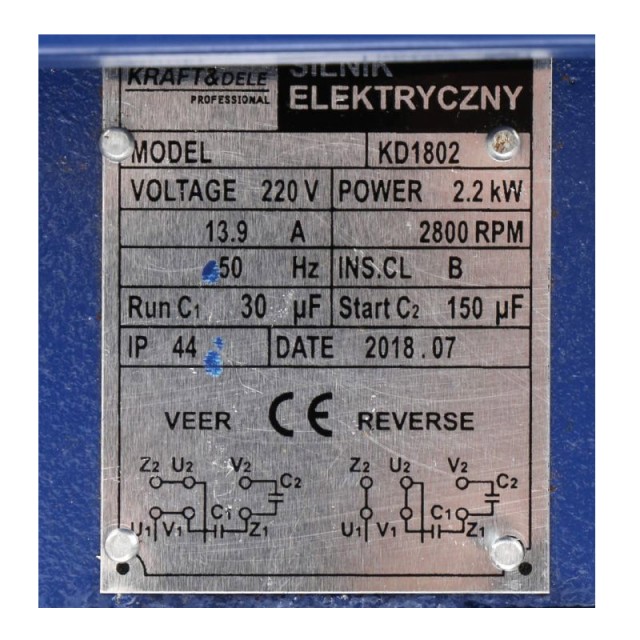 KRAFT&DELE
PROFESSIONAL
SILNIK
ELEKTRYCZNY
MODEL KD1802
VOLTAGE 220 V POWER 2.2 kW
13.9 A 2800 RPM
50 Hz INS.CL B
Run C1 30 µF Start C2 150 µF
IP 44 DATE 2018.07
VEER CE REVERSE
Z2 U2 V2 C2 Z2 U2 V2 C2
U1 V1 C1 Z1 U1 V1 C1 Z1